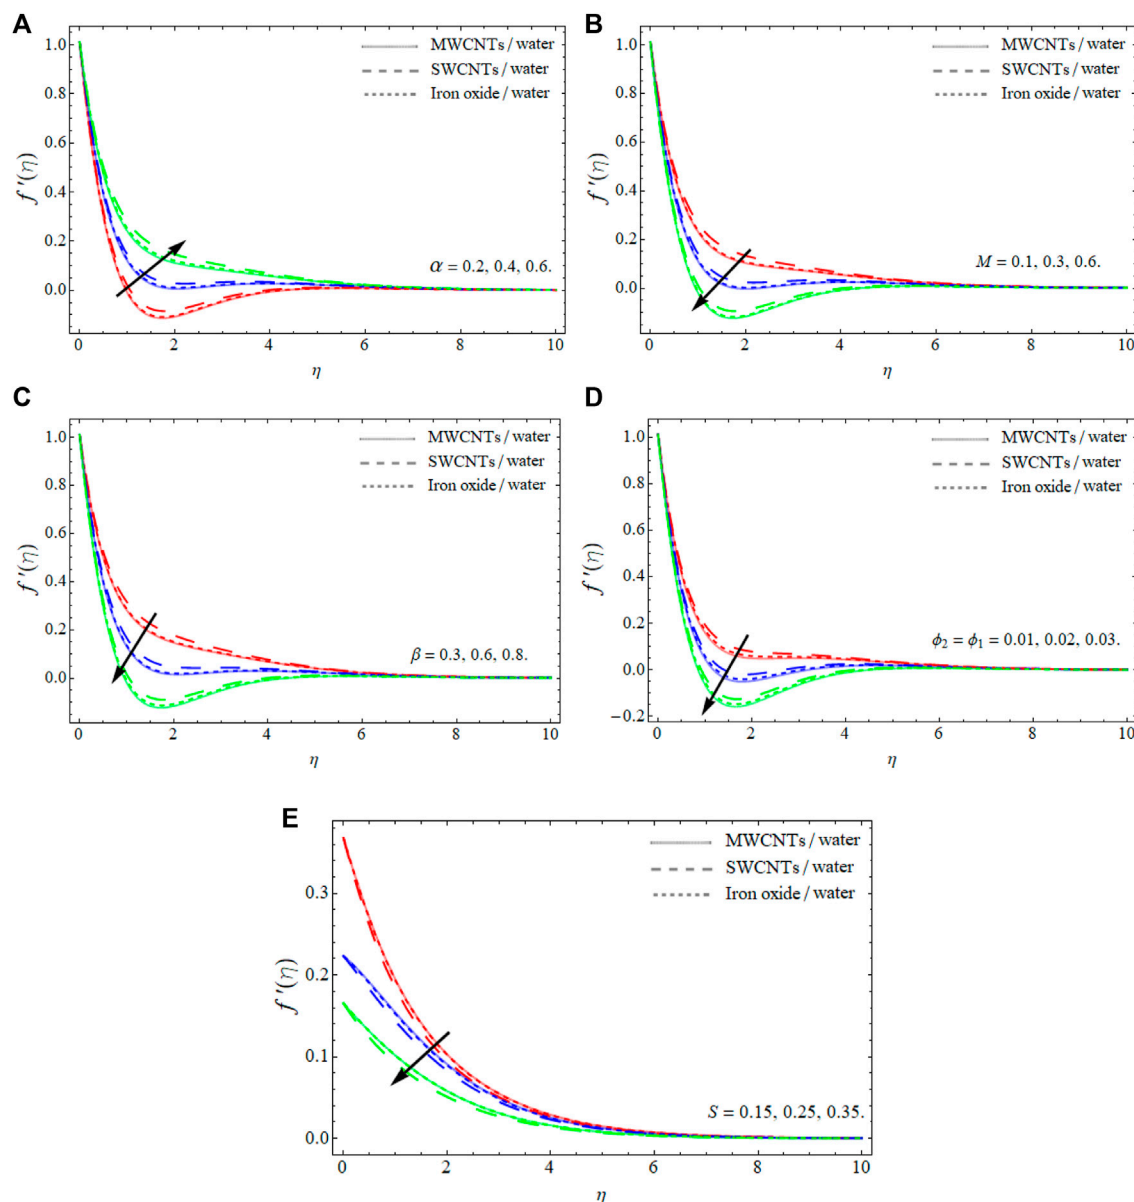 A
MWCNTs/water
SWCNTs/water
Iron oxide/water
1.0
0.8
0.6
0.4
0.2
0.0
f '(η)
α = 0.2, 0.4, 0.6.
0 2 4 6 8 10
η
B
MWCNTs/water
SWCNTs/water
Iron oxide/water
1.0
0.8
0.6
0.4
0.2
0.0
f '(η)
M = 0.1, 0.3, 0.6.
0 2 4 6 8 10
η
C
MWCNTs/water
SWCNTs/water
Iron oxide/water
1.0
0.8
0.6
0.4
0.2
0.0
f '(η)
β = 0.3, 0.6, 0.8.
0 2 4 6 8 10
η
D
MWCNTs/water
SWCNTs/water
Iron oxide/water
1.0
0.8
0.6
0.4
0.2
0.0
−0.2
f '(η)
ϕ2 = ϕ1 = 0.01, 0.02, 0.03.
0 2 4 6 8 10
η
E
MWCNTs/water
SWCNTs/water
Iron oxide/water
0.3
0.2
0.1
0.0
f '(η)
S = 0.15, 0.25, 0.35.
0 2 4 6 8 10
η